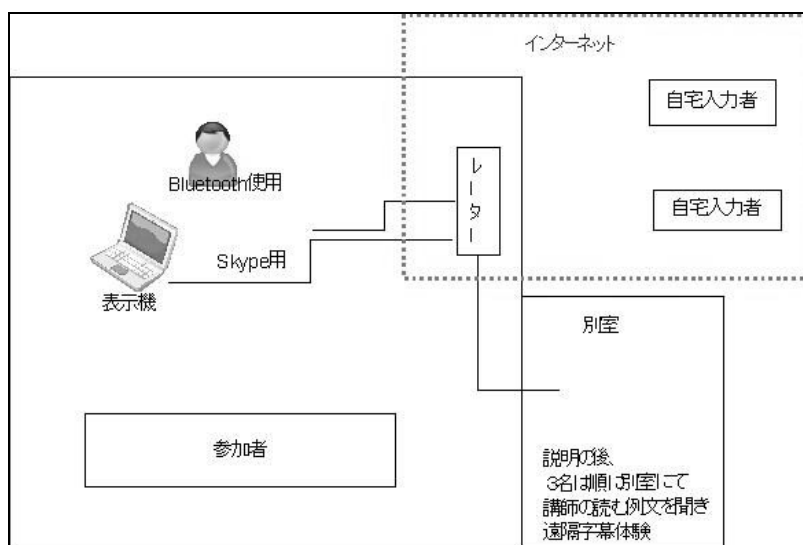 インターネット
自宅入力者
Bluetooth使用
レーター
自宅入力者
Skype用
表示機
別室
参加者
説明の後、
3名は順に別室にて
講師の読む例文を聞き
遠隔字幕体験